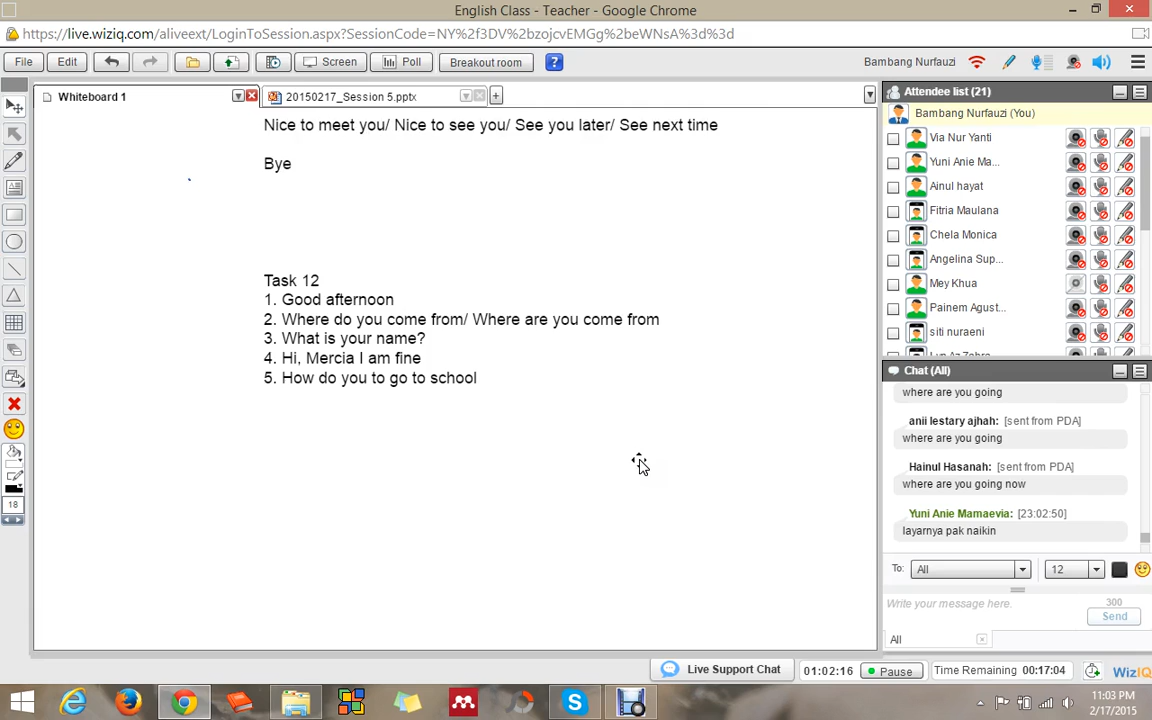 English Class - Teacher - Google Chrome
https://live.wiziq.com/aliveext/LoginToSession.aspx?SessionCode=NY%2f3DV%2bzojcvEMGg%2beWNsA%3d%3d
File Edit Screen Poll Breakout room ? Bambang Nurfauzi
Whiteboard 1 20150217_Session 5.pptx +
Nice to meet you/ Nice to see you/ See you later/ See next time
Bye
Task 12
1. Good afternoon
2. Where do you come from/ Where are you come from
3. What is your name?
4. Hi, Mercia I am fine
5. How do you to go to school
18
Attendee list (21)
Bambang Nurfauzi (You)
Via Nur Yanti
Yuni Anie Ma...
Ainul hayat
Fitria Maulana
Chela Monica
Angelina Sup...
Mey Khua
Painem Agust...
siti nuraeni
Chat (All)
where are you going
anii lestary ajhah: [sent from PDA]
where are you going
Hainul Hasanah: [sent from PDA]
where are you going now
Yuni Anie Mamaevia: [23:02:50]
layarnya pak naikin
To: All 12
Write your message here. 300
Send
All
Live Support Chat 01:02:16 Pause Time Remaining 00:17:04 WizIQ
11:03 PM
2/17/2015